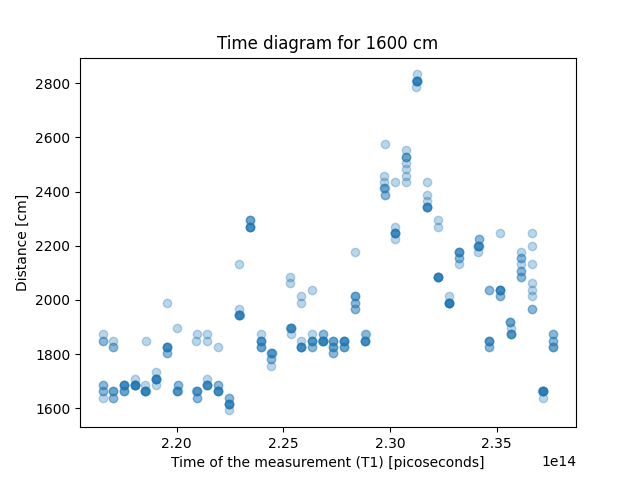 Time diagram for 1600 cm
Distance [cm]
2800
2600
2400
2200
2000
1800
1600
2.20 2.25 2.30 2.35
1e14
Time of the measurement (T1) [picoseconds]